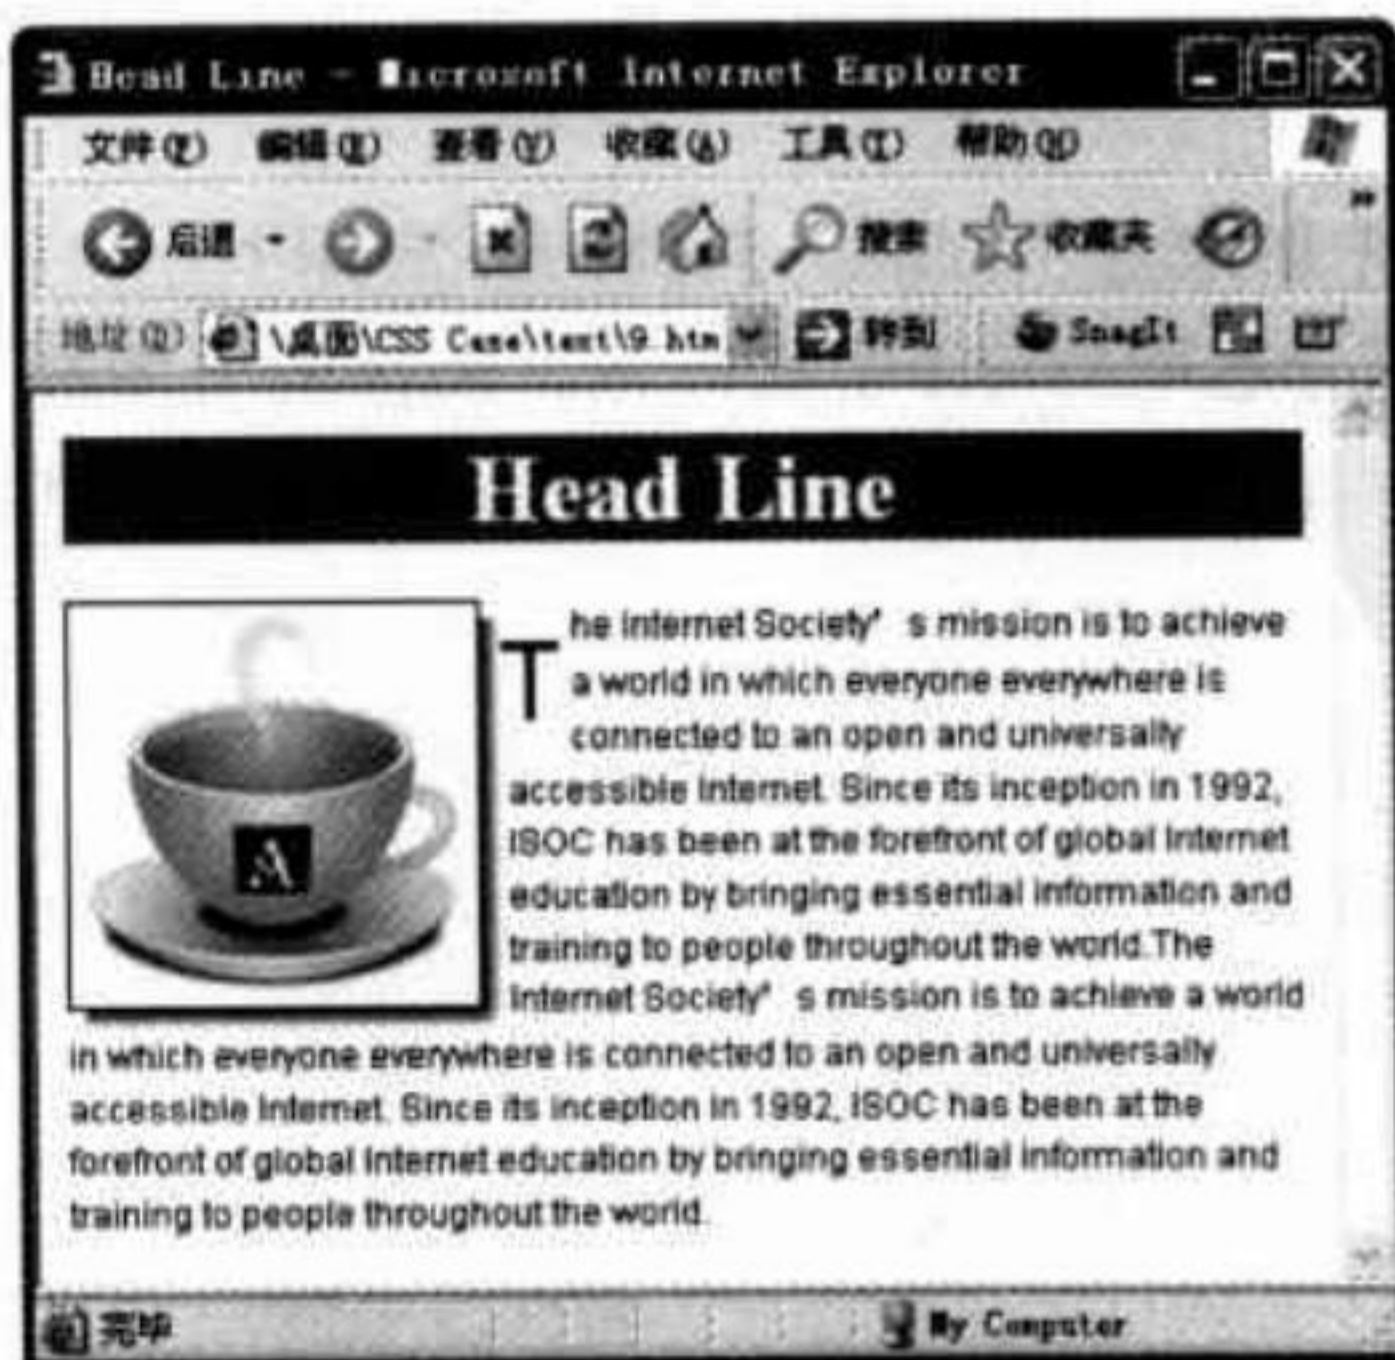 Head Line - Microsoft Internet Explorer
文件(F) 编辑(E) 查看(V) 收藏(A) 工具(T) 帮助(H)
后退 搜索 收藏夹
地址(D) \桌面\CSS Case\text\9.htm 转到 SnagIt
Head Line
The Internet Society's mission is to achieve
a world in which everyone everywhere is
connected to an open and universally
accessible Internet. Since its inception in 1992,
ISOC has been at the forefront of global Internet
education by bringing essential information and
training to people throughout the world.The
Internet Society's mission is to achieve a world
in which everyone everywhere is connected to an open and universally
accessible Internet. Since its inception in 1992, ISOC has been at the
forefront of global Internet education by bringing essential information and
training to people throughout the world.
A
完毕 My Computer